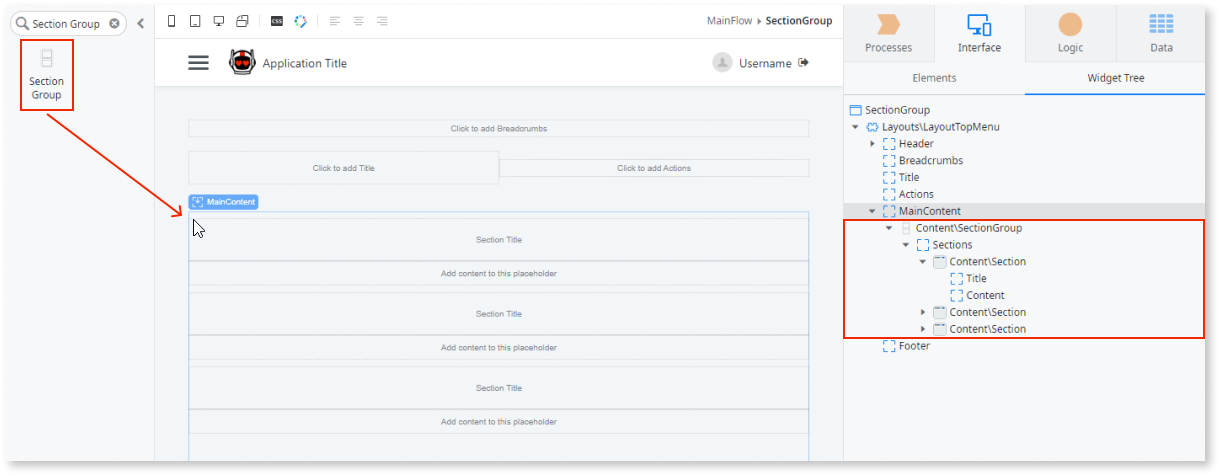 Section Group
Section
Group
css
MainFlow ▸ SectionGroup
Application Title
Username
Click to add Breadcrumbs
Click to add Title
Click to add Actions
MainContent
Section Title
Add content to this placeholder
Section Title
Add content to this placeholder
Section Title
Add content to this placeholder
Processes
Interface
Logic
Data
Elements
Widget Tree
SectionGroup
Layouts\LayoutTopMenu
Header
Breadcrumbs
Title
Actions
MainContent
Content\SectionGroup
Sections
Content\Section
Title
Content
Content\Section
Content\Section
Footer